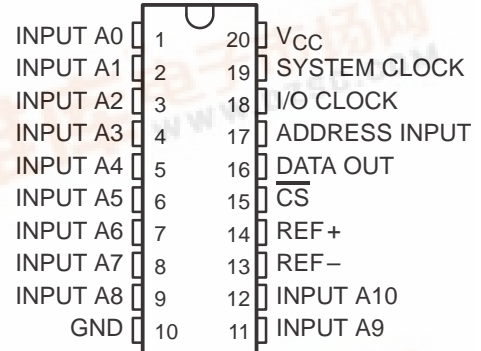 INPUT A0 1 20 VCC
INPUT A1 2 19 SYSTEM CLOCK
INPUT A2 3 18 I/O CLOCK
INPUT A3 4 17 ADDRESS INPUT
INPUT A4 5 16 DATA OUT
INPUT A5 6 15 C̅S̅
INPUT A6 7 14 REF+
INPUT A7 8 13 REF–
INPUT A8 9 12 INPUT A10
GND 10 11 INPUT A9